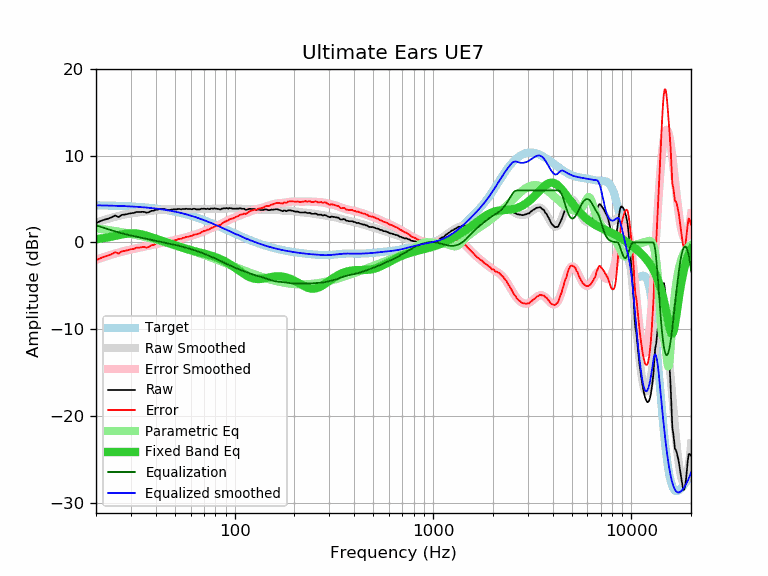 Ultimate Ears UE7
20
10
0
−10
−20
−30
Amplitude (dBr)
Target
Raw Smoothed
Error Smoothed
Raw
Error
Parametric Eq
Fixed Band Eq
Equalization
Equalized smoothed
100
1000
10000
Frequency (Hz)